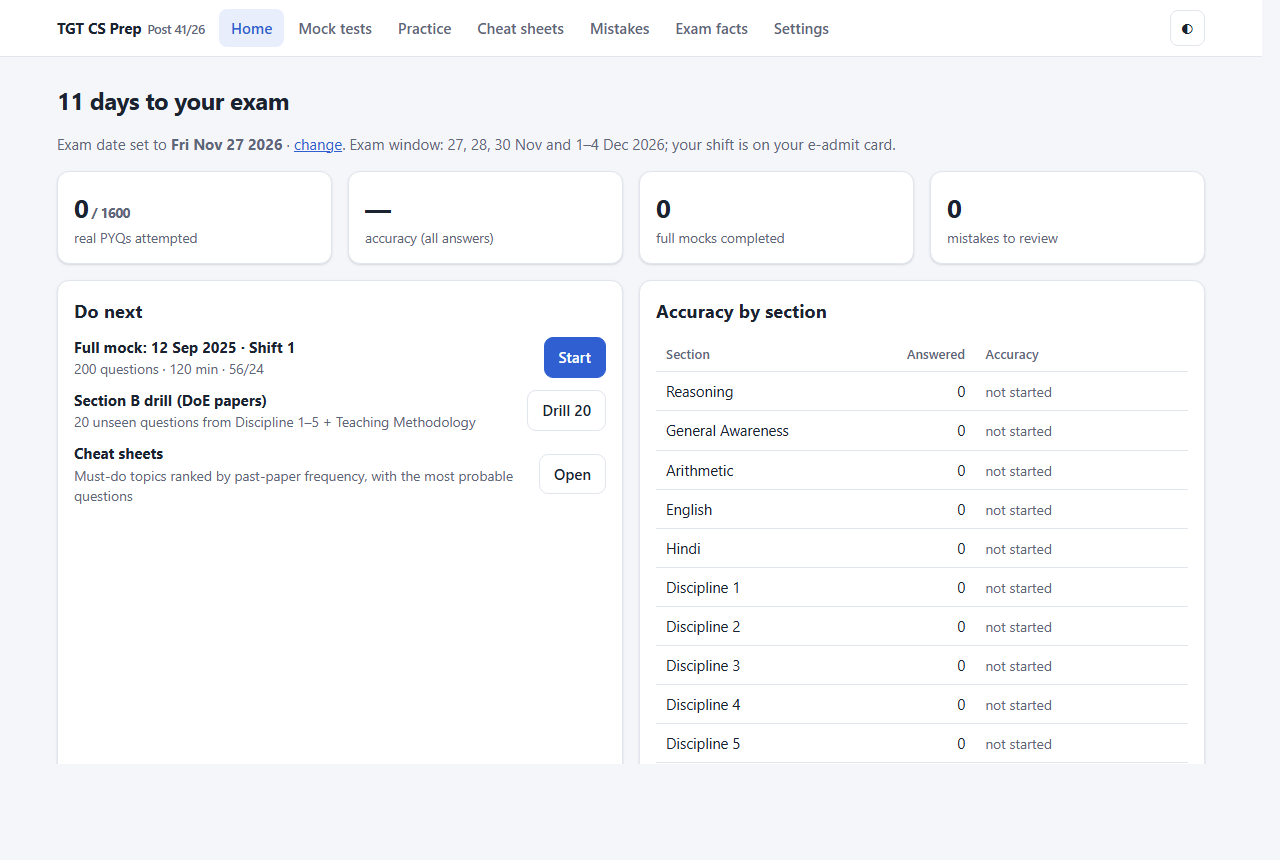 TGT CS Prep Post 41/26 Home Mock tests Practice Cheat sheets Mistakes Exam facts Settings
11 days to your exam
Exam date set to Fri Nov 27 2026 · change. Exam window: 27, 28, 30 Nov and 1–4 Dec 2026; your shift is on your e-admit card.
0 / 1600
real PYQs attempted
—
accuracy (all answers)
0
full mocks completed
0
mistakes to review
Do next
Full mock: 12 Sep 2025 · Shift 1
200 questions · 120 min · 56/24
Start
Section B drill (DoE papers)
20 unseen questions from Discipline 1–5 + Teaching Methodology
Drill 20
Cheat sheets
Must-do topics ranked by past-paper frequency, with the most probable
questions
Open
Accuracy by section
Section Answered Accuracy
Reasoning 0 not started
General Awareness 0 not started
Arithmetic 0 not started
English 0 not started
Hindi 0 not started
Discipline 1 0 not started
Discipline 2 0 not started
Discipline 3 0 not started
Discipline 4 0 not started
Discipline 5 0 not started